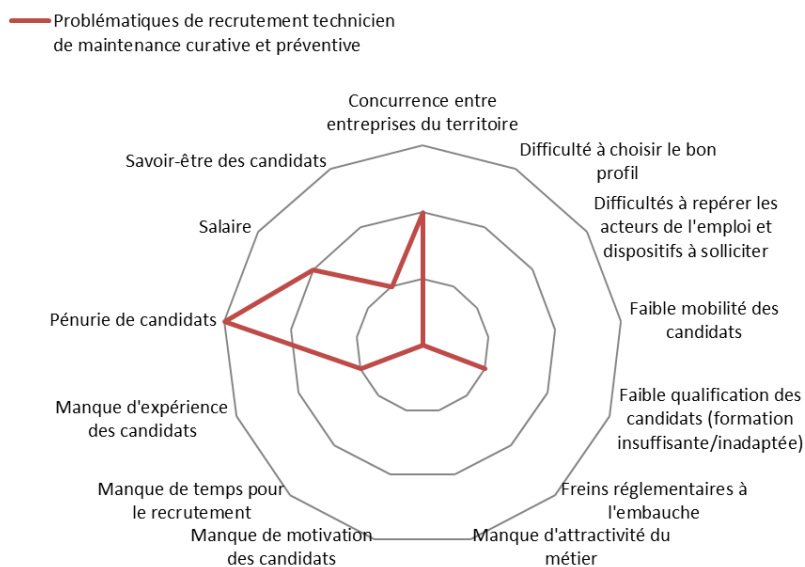 Problématiques de recrutement technicien
de maintenance curative et préventive
Concurrence entre
entreprises du territoire
Difficulté à choisir le bon
profil
Difficultés à repérer les
acteurs de l'emploi et
dispositifs à solliciter
Faible mobilité des
candidats
Faible qualification des
candidats (formation
insuffisante/inadaptée)
Freins réglementaires à
l'embauche
Manque d'attractivité du
métier
Manque de motivation
des candidats
Manque de temps pour
le recrutement
Manque d'expérience
des candidats
Pénurie de candidats
Salaire
Savoir-être des candidats